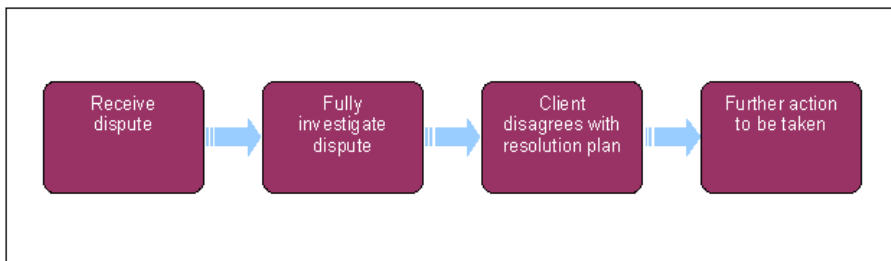 Receive
dispute
Fully
investigate
dispute
Client
disagrees with
resolution plan
Further action
to be taken